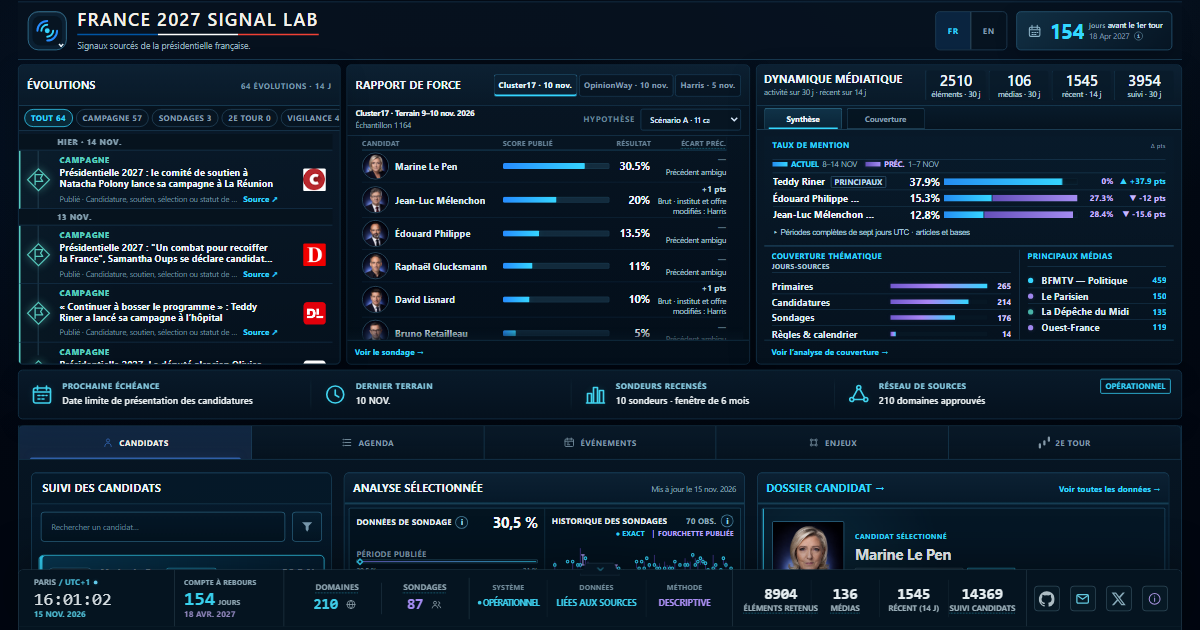 FRANCE 2027 SIGNAL LAB
Signaux sourcés de la présidentielle française.
FR
EN
154 jours avant le 1er tour
18 Apr 2027
ÉVOLUTIONS
64 ÉVOLUTIONS · 14 J
TOUT 64
CAMPAGNE 57
SONDAGES 3
2E TOUR 0
VIGILANCE 4
HIER · 14 NOV.
CAMPAGNE
Présidentielle 2027 : le comité de soutien à
Natacha Polony lance sa campagne à La Réunion
Publié · Candidature, soutien, sélection ou statut de ... Source ↗
C
13 NOV.
CAMPAGNE
Présidentielle 2027 : "Un combat pour recoiffer
la France", Samantha Oups se déclare candidat...
Publié · Candidature, soutien, sélection ou statut de ... Source ↗
D
CAMPAGNE
« Continuer à bosser le programme » : Teddy
Riner a lancé sa campagne à l'hôpital
Publié · Candidature, soutien, sélection ou statut de ... Source ↗
DL
CAMPAGNE
RAPPORT DE FORCE
Cluster17 · 10 nov.
OpinionWay · 10 nov.
Harris · 5 nov.
Cluster17 · Terrain 9–10 nov. 2026
Échantillon 1 164
HYPOTHÈSE
Scénario A · 11 ca
CANDIDAT
SCORE PUBLIÉ
RÉSULTAT
ÉCART PRÉC.
Marine Le Pen
30.5%
—
Précédent ambigu
Jean-Luc Mélenchon
20%
+1 pts
Brut · institut et offre
modifiés : Harris
Édouard Philippe
13.5%
—
Précédent ambigu
Raphaël Glucksmann
11%
—
Précédent ambigu
David Lisnard
10%
+1 pts
Brut · institut et offre
modifiés : Harris
Bruno Retailleau
5%
—
Précédent ambigu
Voir le sondage →
DYNAMIQUE MÉDIATIQUE
activité sur 30 j · récent sur 14 j
2510
éléments · 30 j
106
médias · 30 j
1545
récent · 14 j
3954
suivi · 30 j
Synthèse
Couverture
TAUX DE MENTION
Δ pts
ACTUEL 8–14 NOV
PRÉC. 1–7 NOV
Teddy Riner PRINCIPAUX 37.9% 0% ▲ +37.9 pts
Édouard Philippe ... 15.3% 27.3% ▼ -12 pts
Jean-Luc Mélenchon ... 12.8% 28.4% ▼ -15.6 pts
Périodes complètes de sept jours UTC · articles et bases
COUVERTURE THÉMATIQUE
JOURS-SOURCES
Primaires 265
Candidatures 214
Sondages 176
Règles & calendrier 14
PRINCIPAUX MÉDIAS
BFMTV — Politique 459
Le Parisien 150
La Dépêche du Midi 135
Ouest-France 119
Voir l'analyse de couverture →
PROCHAINE ÉCHÉANCE
Date limite de présentation des candidatures
DERNIER TERRAIN
10 NOV.
SONDEURS RECENSÉS
10 sondeurs · fenêtre de 6 mois
RÉSEAU DE SOURCES
210 domaines approuvés
OPÉRATIONNEL
CANDIDATS
AGENDA
ÉVÉNEMENTS
ENJEUX
2E TOUR
SUIVI DES CANDIDATS
Rechercher un candidat...
ANALYSE SÉLECTIONNÉE
Mis à jour le 15 nov. 2026
DONNÉES DE SONDAGE
30,5 %
PÉRIODE PUBLIÉE
HISTORIQUE DES SONDAGES
70 OBS.
EXACT
FOURCHETTE PUBLIÉE
DOSSIER CANDIDAT →
Voir toutes les données →
CANDIDAT SÉLECTIONNÉ
Marine Le Pen
PARIS / UTC+1
16:01:02
15 NOV. 2026
COMPTE À REBOURS
154 JOURS
18 AVR. 2027
DOMAINES
210
SONDAGES
87
SYSTÈME
OPÉRATIONNEL
DONNÉES
LIÉES AUX SOURCES
MÉTHODE
DESCRIPTIVE
8904
ÉLÉMENTS RETENUS
136
MÉDIAS
1545
RÉCENT (14 J)
14369
SUIVI CANDIDATS